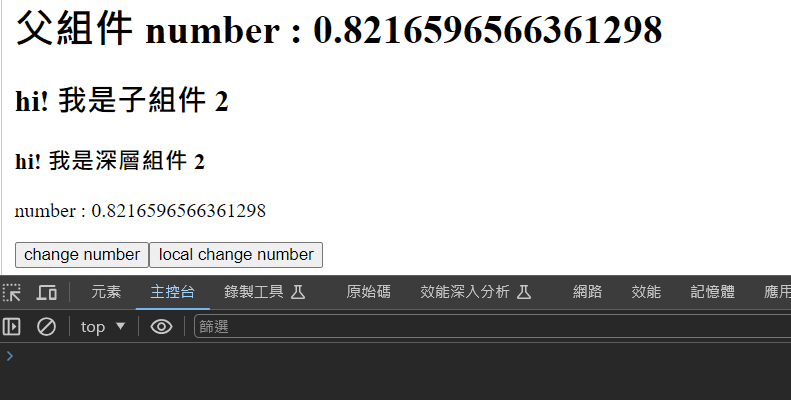 父組件 number : 0.8216596566361298
hi! 我是子組件 2
hi! 我是深層組件 2
number : 0.8216596566361298
change number local change number
元素 主控台 錄製工具 原始碼 效能深入分析 網路 效能 記憶體 應用
top ▼ 篩選
>